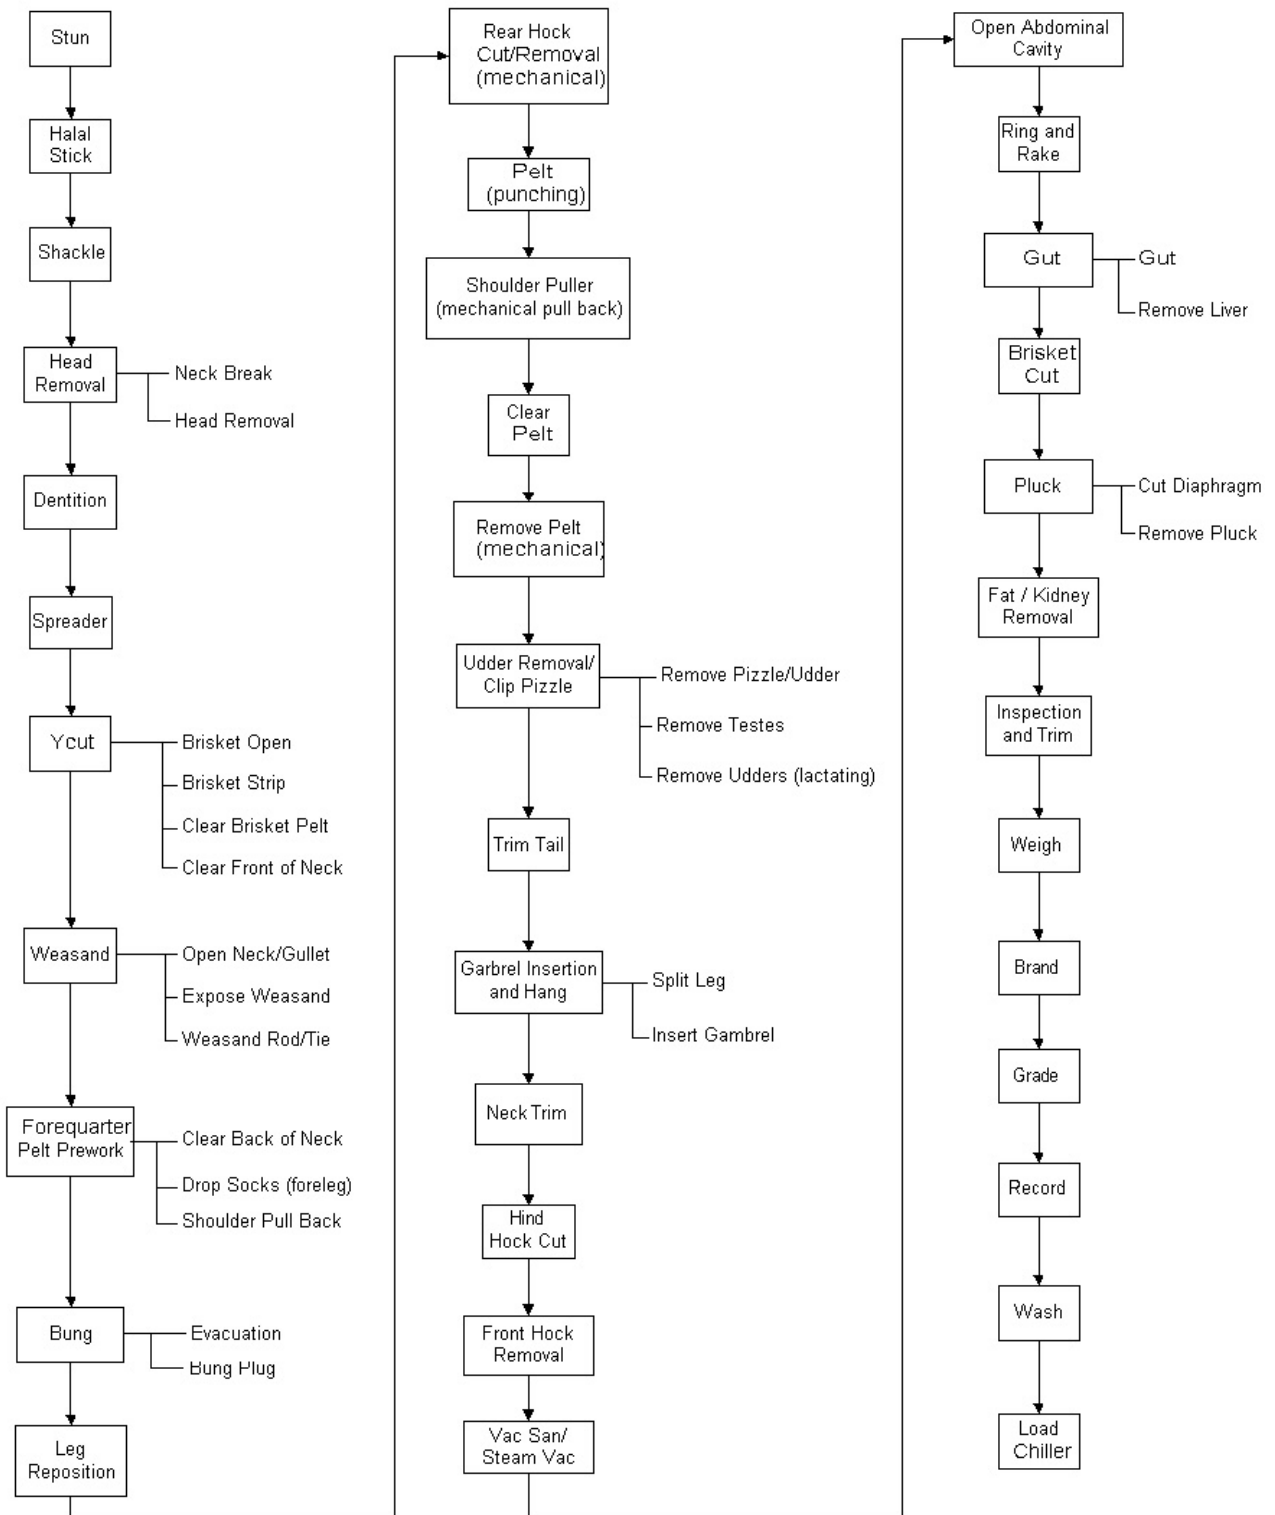 Stun
Halal
Stick
Shackle
Head
Removal
Neck Break
Head Removal
Dentition
Spreader
Ycut
Brisket Open
Brisket Strip
Clear Brisket Pelt
Clear Front of Neck
Weasand
Open Neck/Gullet
Expose Weasand
Weasand Rod/Tie
Forequarter
Pelt Prework
Clear Back of Neck
Drop Socks (foreleg)
Shoulder Pull Back
Bung
Evacuation
Bung Plug
Leg
Reposition
Rear Hock
Cut/Removal
(mechanical)
Pelt
(punching)
Shoulder Puller
(mechanical pull back)
Clear
Pelt
Remove Pelt
(mechanical)
Udder Removal/
Clip Pizzle
Remove Pizzle/Udder
Remove Testes
Remove Udders (lactating)
Trim Tail
Garbrel Insertion
and Hang
Split Leg
Insert Gambrel
Neck Trim
Hind
Hock Cut
Front Hock
Removal
Vac San/
Steam Vac
Open Abdominal
Cavity
Ring and
Rake
Gut
Gut
Remove Liver
Brisket
Cut
Pluck
Cut Diaphragm
Remove Pluck
Fat / Kidney
Removal
Inspection
and Trim
Weigh
Brand
Grade
Record
Wash
Load
Chiller